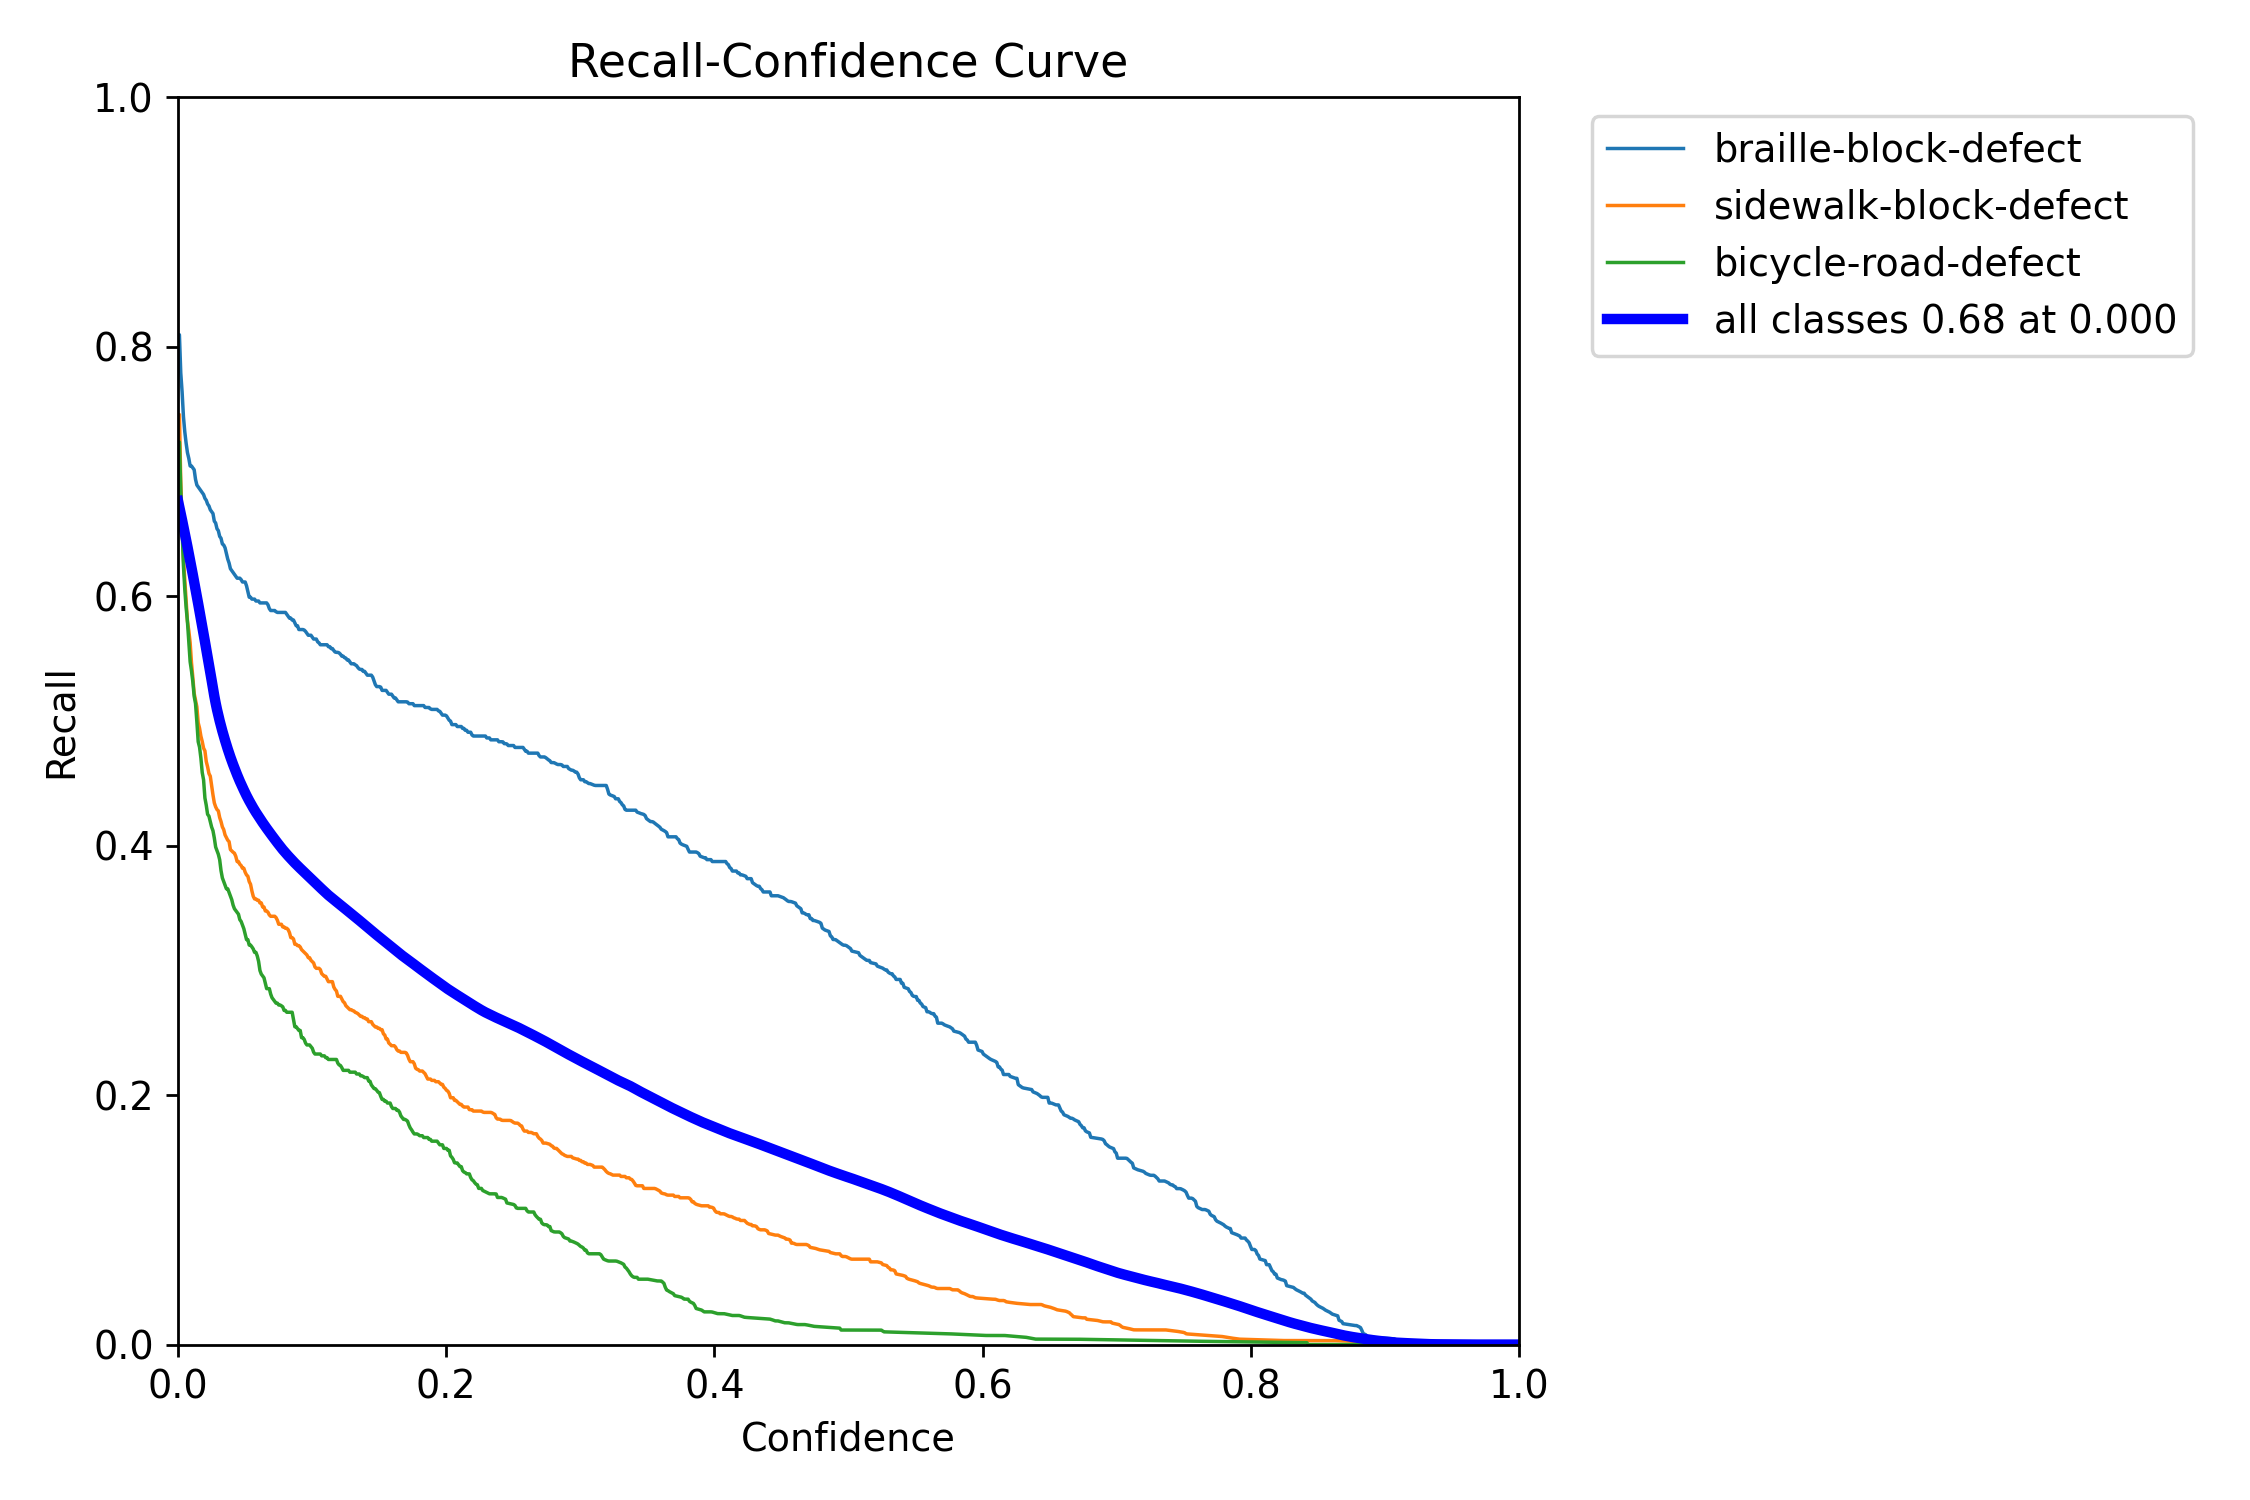 Recall-Confidence Curve
1.0
0.8
0.6
0.4
0.2
0.0
Recall
0.0 0.2 0.4 0.6 0.8 1.0
Confidence
braille-block-defect
sidewalk-block-defect
bicycle-road-defect
all classes 0.68 at 0.000